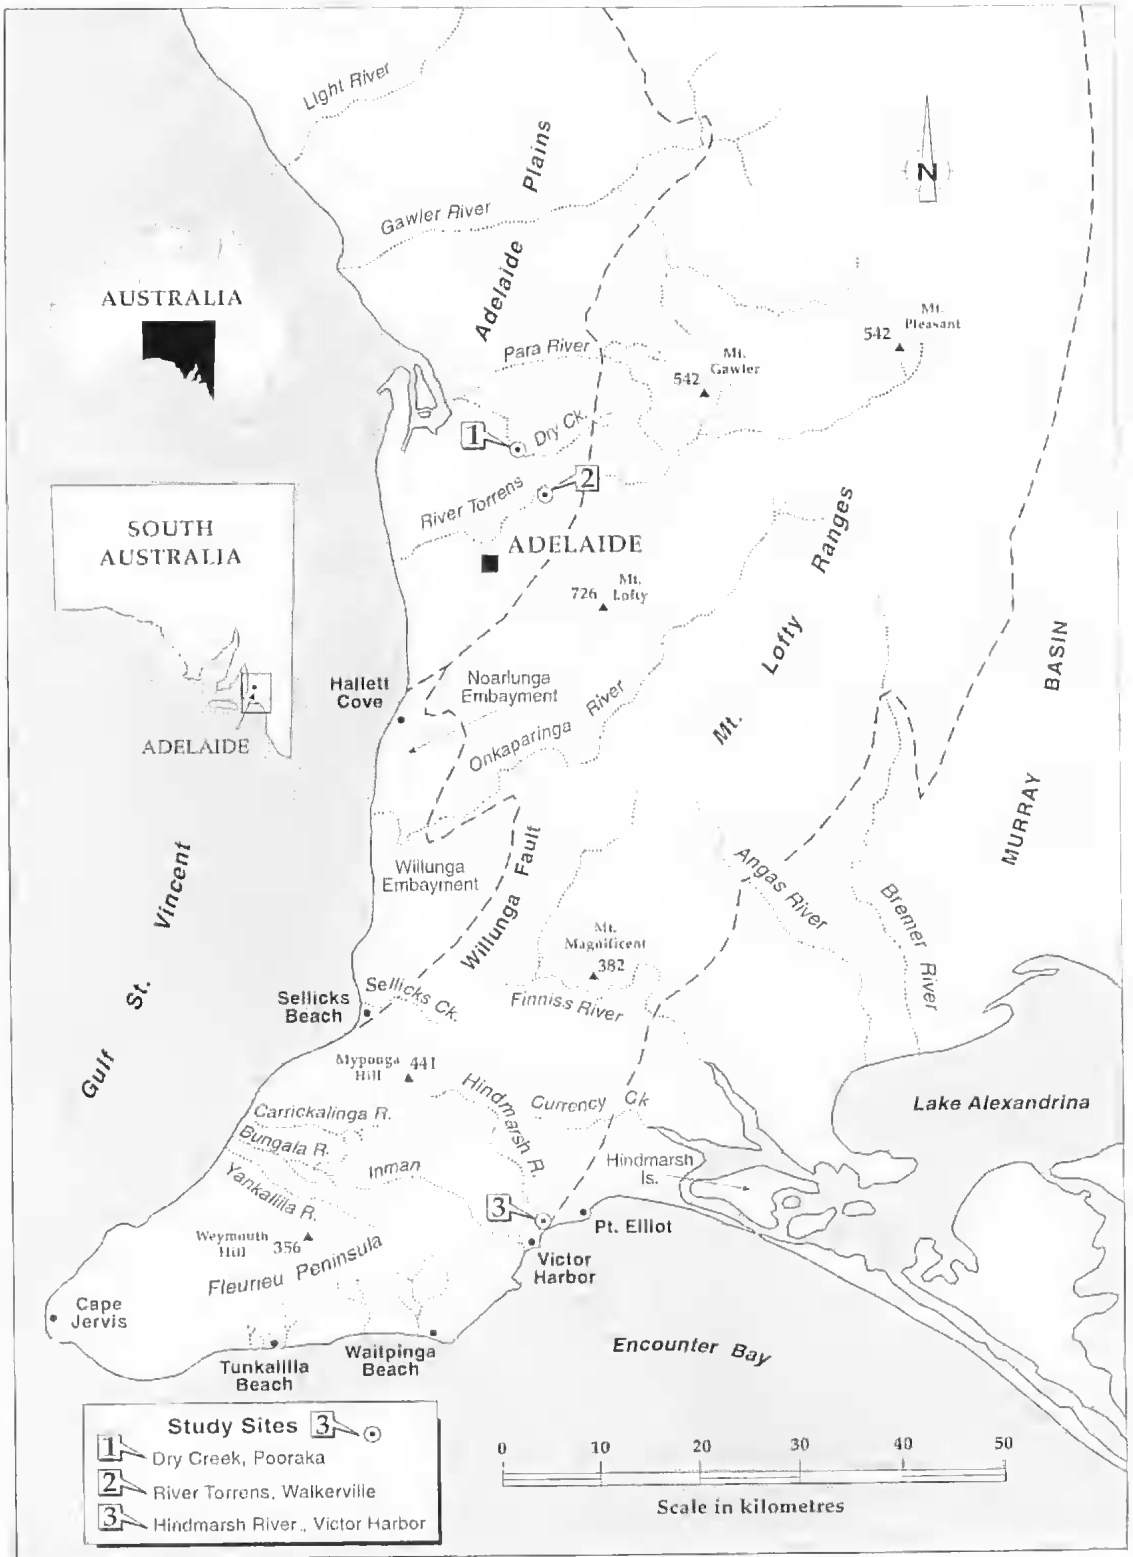 Light River
Plains
Gawler River
Adelaide
N
AUSTRALIA
Para River
Mt.
Gawler
542
542
Mt.
Pleasant
1
Dry Ck.
2
River Torrens
ADELAIDE
SOUTH
AUSTRALIA
726
Mt.
Lofty
Ranges
Lofty
Mt.
BASIN
MURRAY
Hallett
Cove
Noarlunga
Embayment
Onkaparinga River
ADELAIDE
Willunga
Embayment
Willunga Fault
Gulf St. Vincent
Angas River
Bremer River
Mt.
Magnificent
382
Finniss River
Sellicks
Beach
Sellicks Ck.
Myponga
Hill
441
Hindmarsh R.
Currency Ck
Lake Alexandrina
Carrickalinga R.
Bungala R.
Inman
Yankalilla R.
Hindmarsh
Is.
3
Pt. Elliot
Weymouth
Hill
356
Fleurieu Peninsula
Victor
Harbor
Cape
Jervis
Tunkalilla
Beach
Waitpinga
Beach
Encounter Bay
Study Sites 3
1 Dry Creek, Pooraka
2 River Torrens, Walkerville
3 Hindmarsh River., Victor Harbor
0 10 20 30 40 50
Scale in kilometres